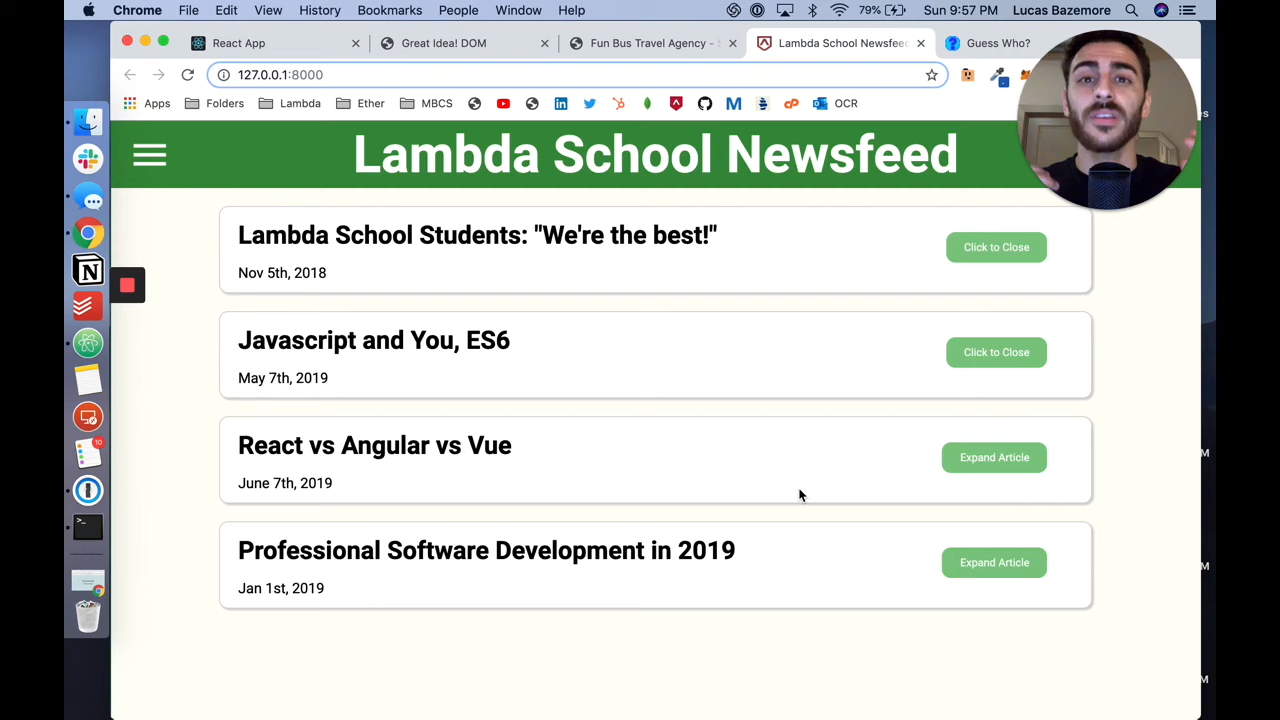 Chrome File Edit View History Bookmarks People Window Help 79% Sun 9:57 PM Lucas Bazemore
React App Great Idea! DOM Fun Bus Travel Agency - Lambda School Newsfeed Guess Who?
127.0.0.1:8000
Apps Folders Lambda Ether MBCS M cP OCR
Lambda School Newsfeed
Lambda School Students: "We're the best!"
Click to Close
Nov 5th, 2018
Javascript and You, ES6
Click to Close
May 7th, 2019
React vs Angular vs Vue
Expand Article
June 7th, 2019
Professional Software Development in 2019
Expand Article
Jan 1st, 2019
10